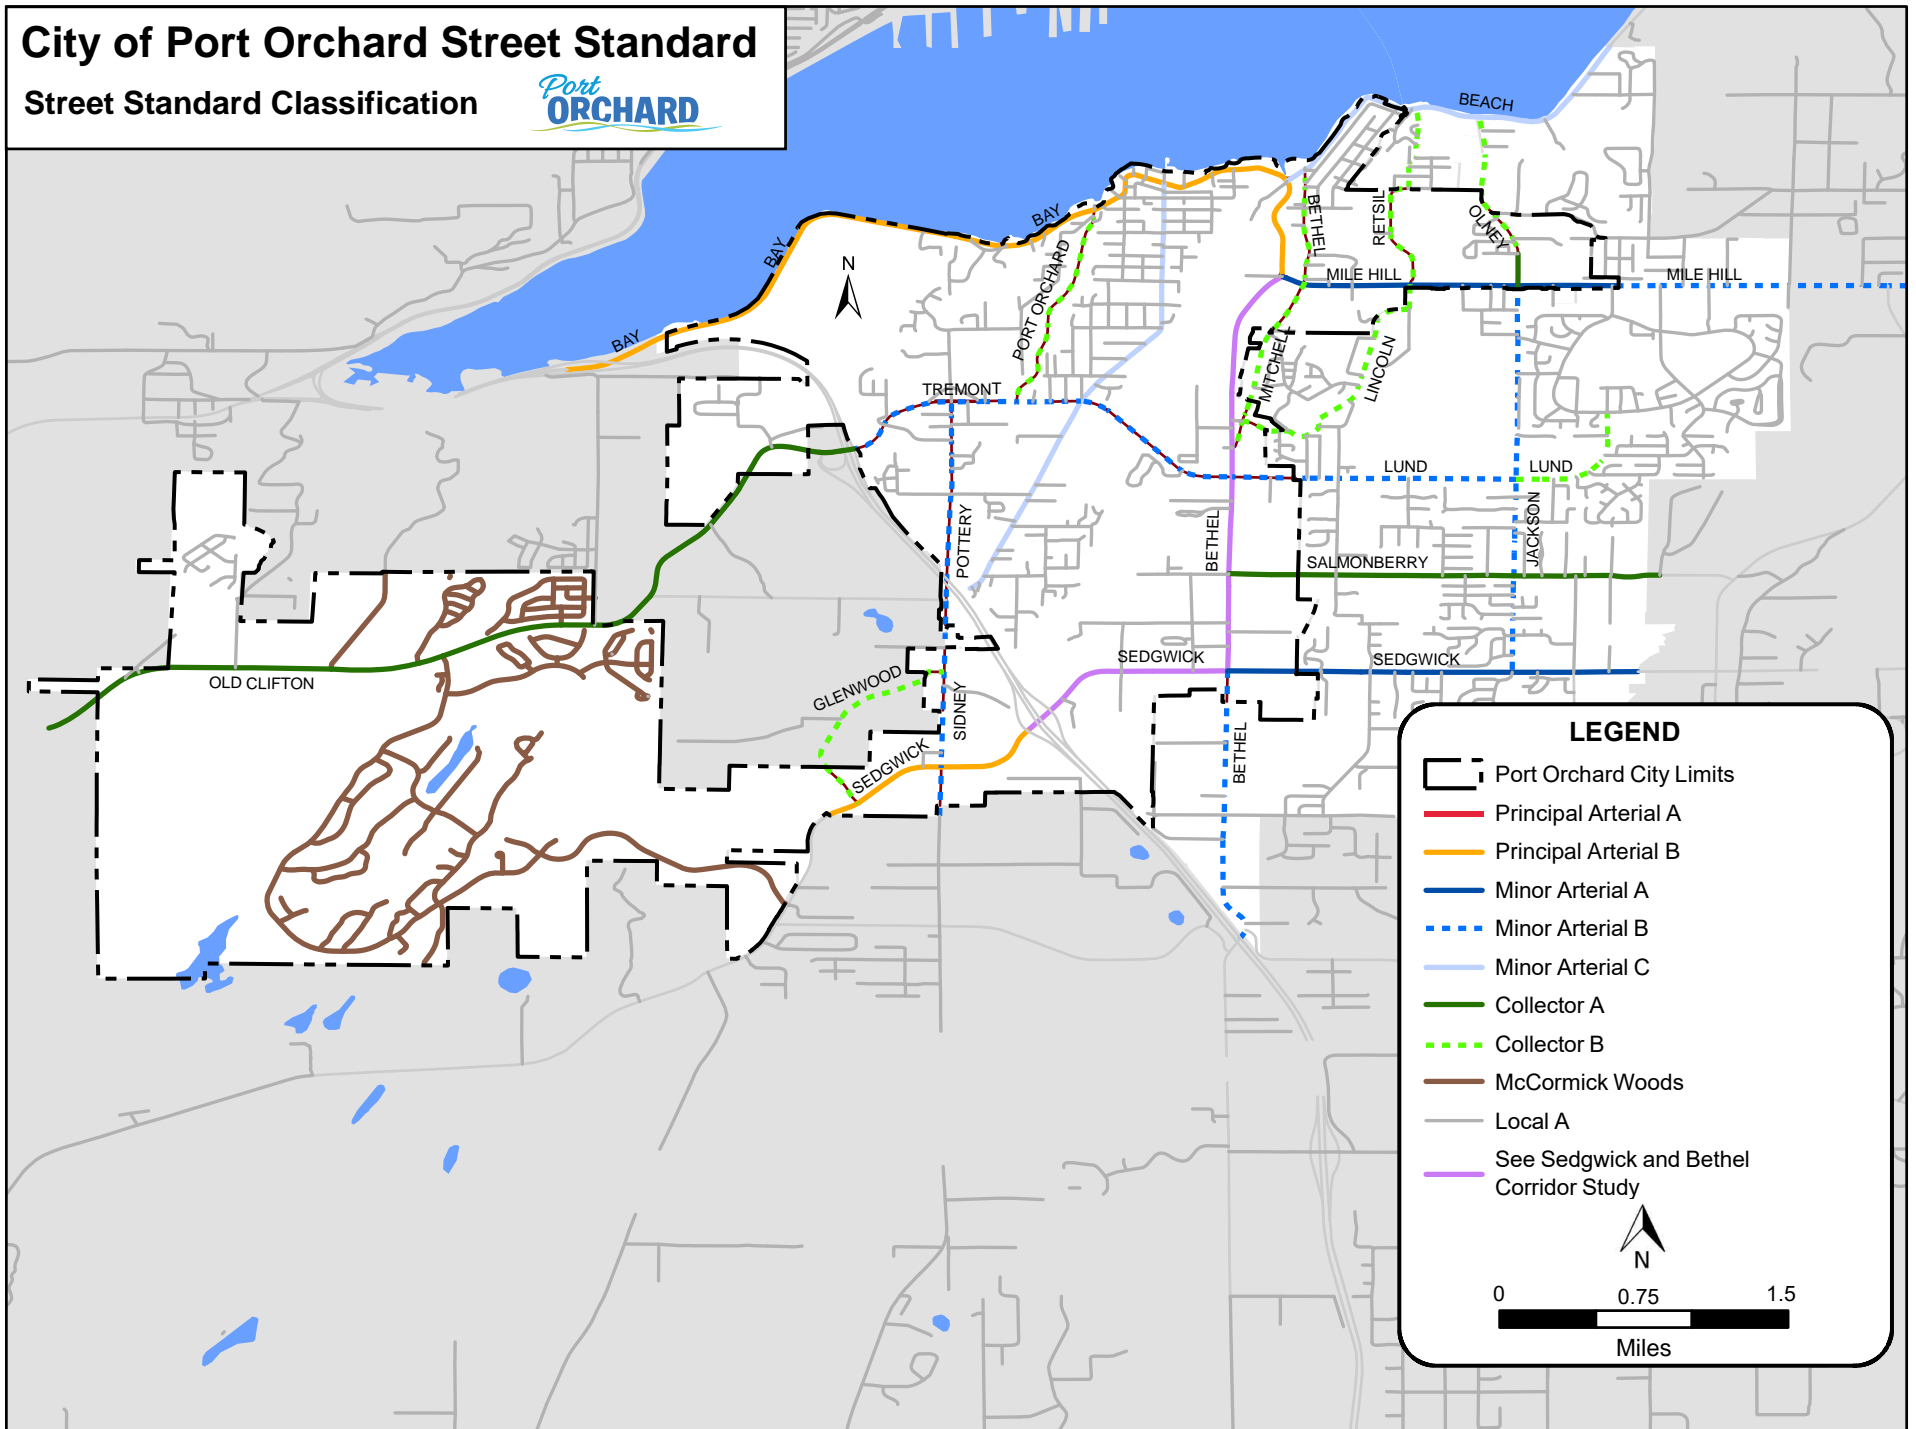 City of Port Orchard Street Standard
Street Standard Classification
Port
ORCHARD
BEACH
BAY
BAY
BAY
N
BETHEL
RETSIL
OLNEY
MILE HILL
MILE HILL
PORT ORCHARD
MITCHELL
LINCOLN
TREMONT
LUND
LUND
POTTERY
BETHEL
JACKSON
SALMONBERRY
SEDGWICK
SEDGWICK
OLD CLIFTON
GLENWOOD
SIDNEY
SEDGWICK
BETHEL
LEGEND
Port Orchard City Limits
Principal Arterial A
Principal Arterial B
Minor Arterial A
Minor Arterial B
Minor Arterial C
Collector A
Collector B
McCormick Woods
Local A
See Sedgwick and Bethel
Corridor Study
N
0 0.75 1.5
Miles